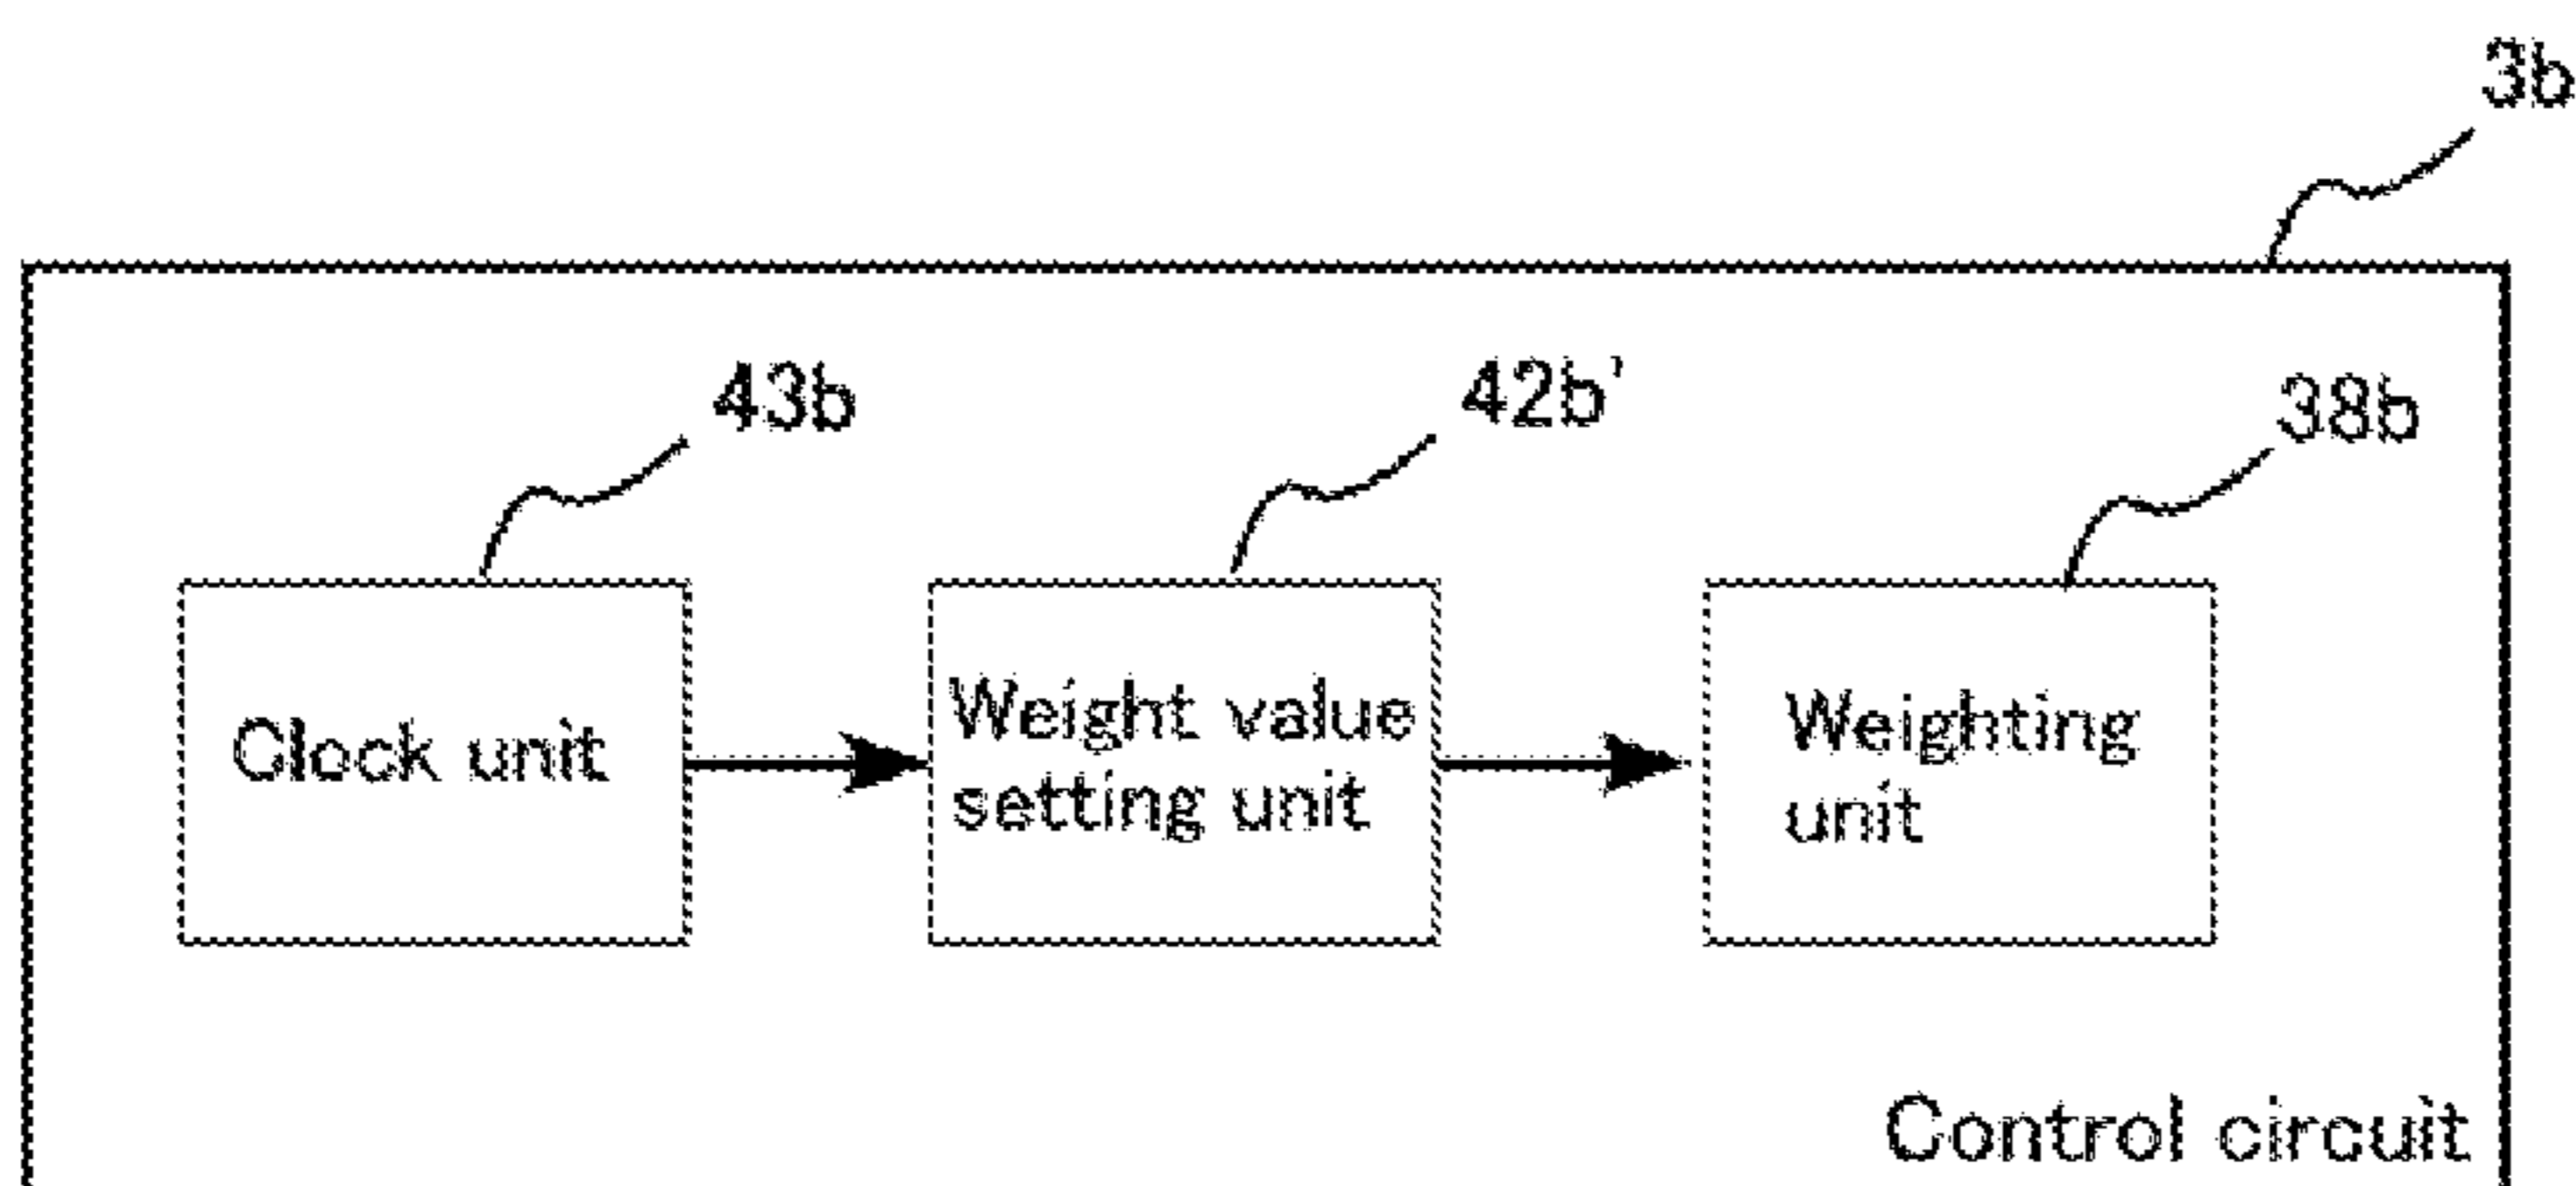 3b
43b
42b'
38b
Clock unit
Weight value
setting unit
Weighting
unit
Control circuit